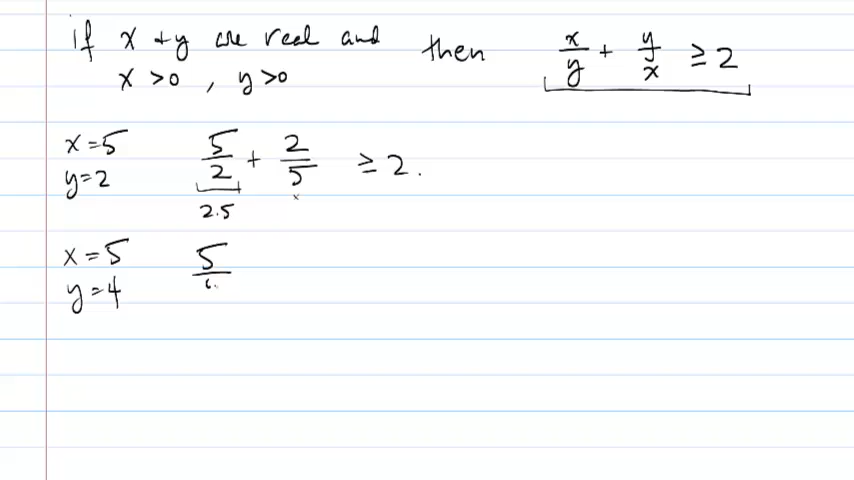 if x + y are real and then x/y + y/x ≥ 2
x > 0 , y > 0
x = 5 5/2 + 2/5 ≥ 2.
y = 2
2.5
x = 5 5/
y = 4